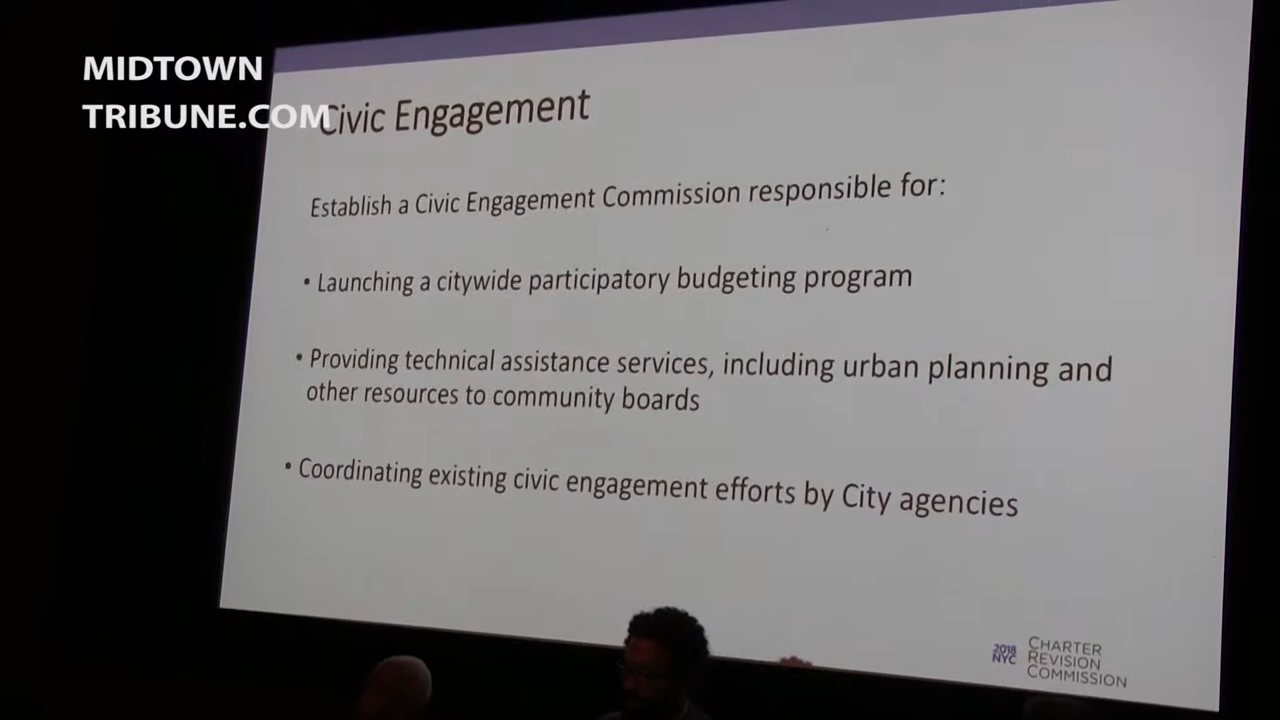 MIDTOWN
TRIBUNE.COM
Civic Engagement
Establish a Civic Engagement Commission responsible for:
• Launching a citywide participatory budgeting program
• Providing technical assistance services, including urban planning and
other resources to community boards
• Coordinating existing civic engagement efforts by City agencies
2018
NYC
CHARTER
REVISION
COMMISSION